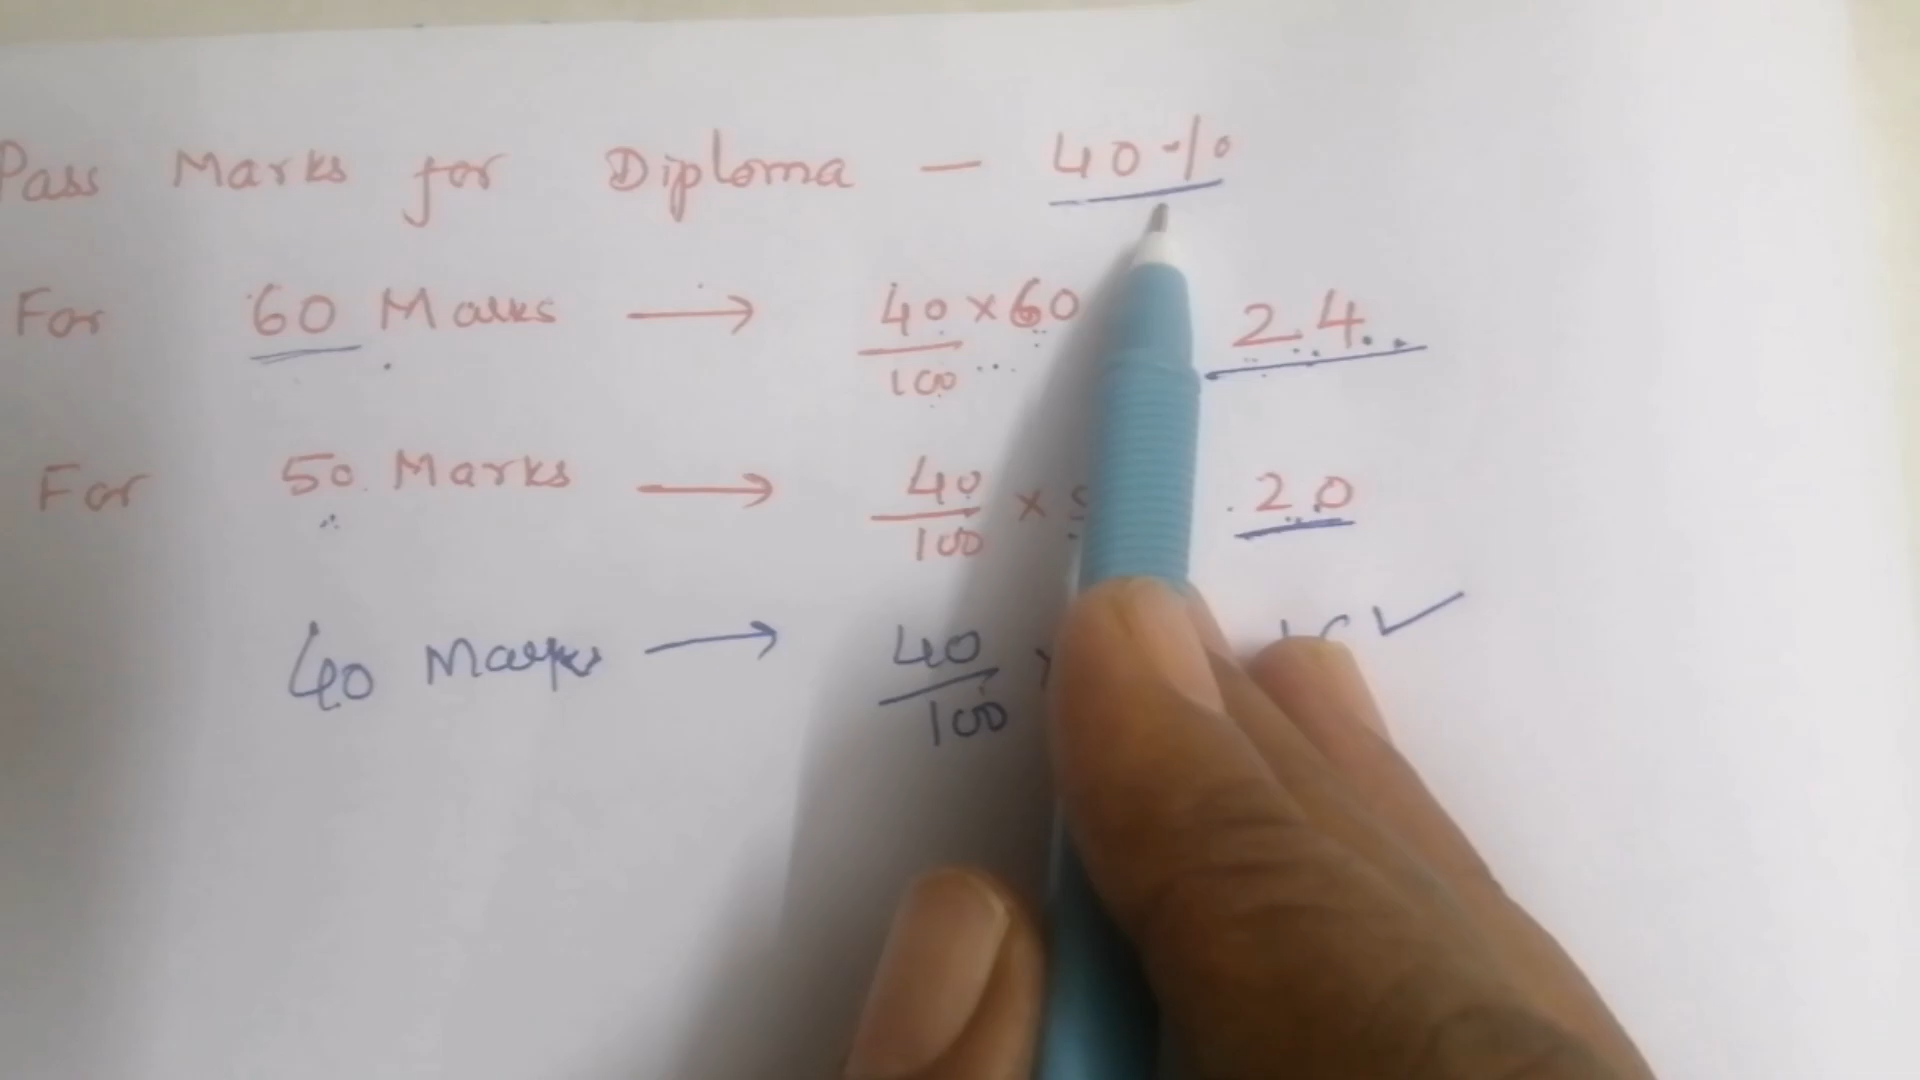 Pass Marks for Diploma - 40%
For 60 Marks → 40/100 × 60 24
For 50 Marks → 40/100 × 20
40 Marks → 40/100 ✓